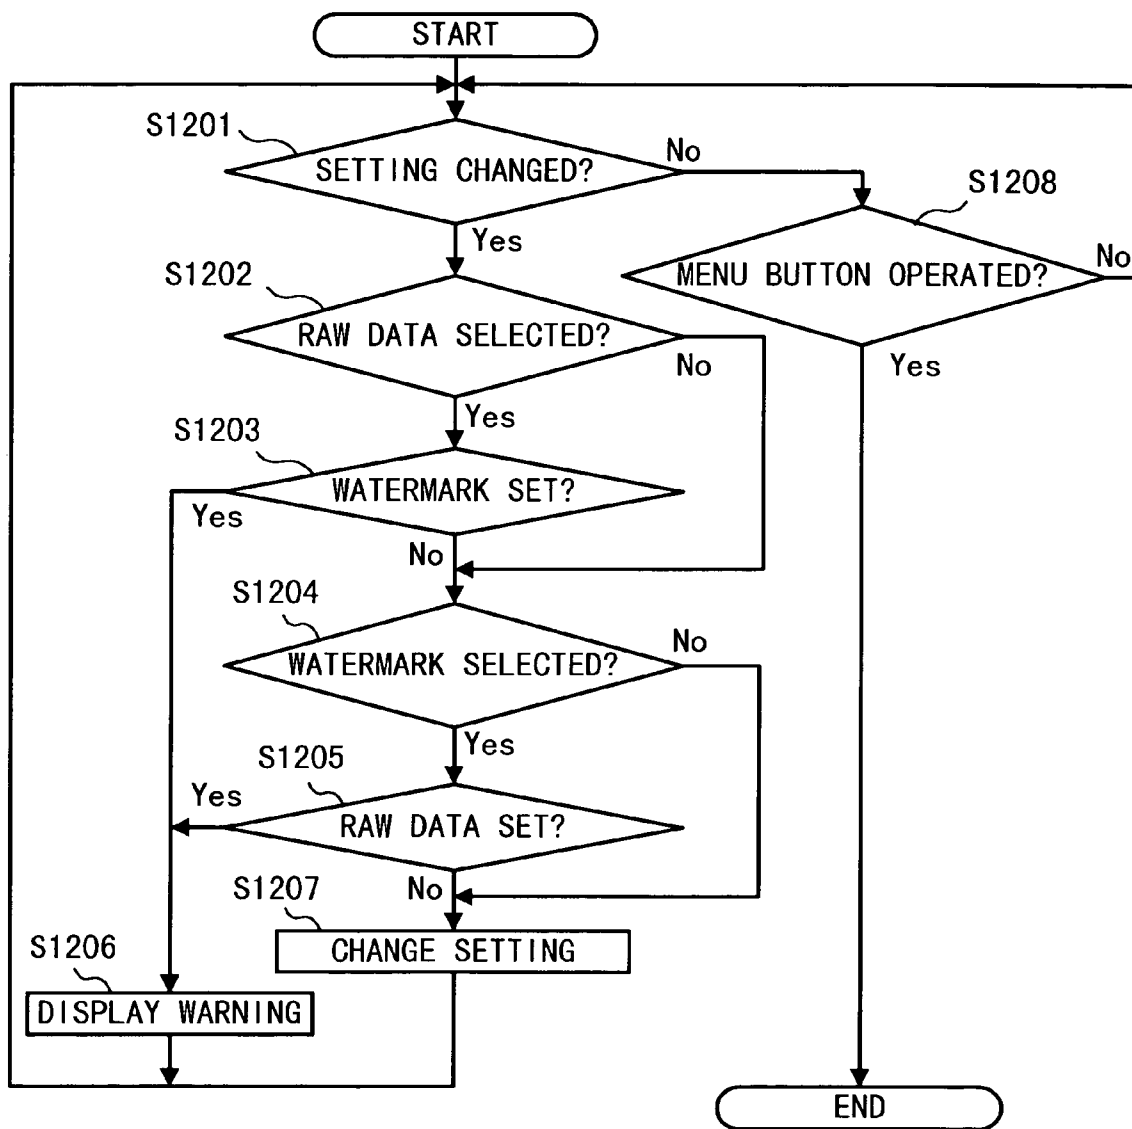 START
S1201
SETTING CHANGED?
No
S1208
Yes
MENU BUTTON OPERATED?
No
S1202
RAW DATA SELECTED?
No
Yes
Yes
S1203
WATERMARK SET?
Yes
No
S1204
WATERMARK SELECTED?
No
Yes
S1205
Yes
RAW DATA SET?
No
S1207
CHANGE SETTING
S1206
DISPLAY WARNING
END